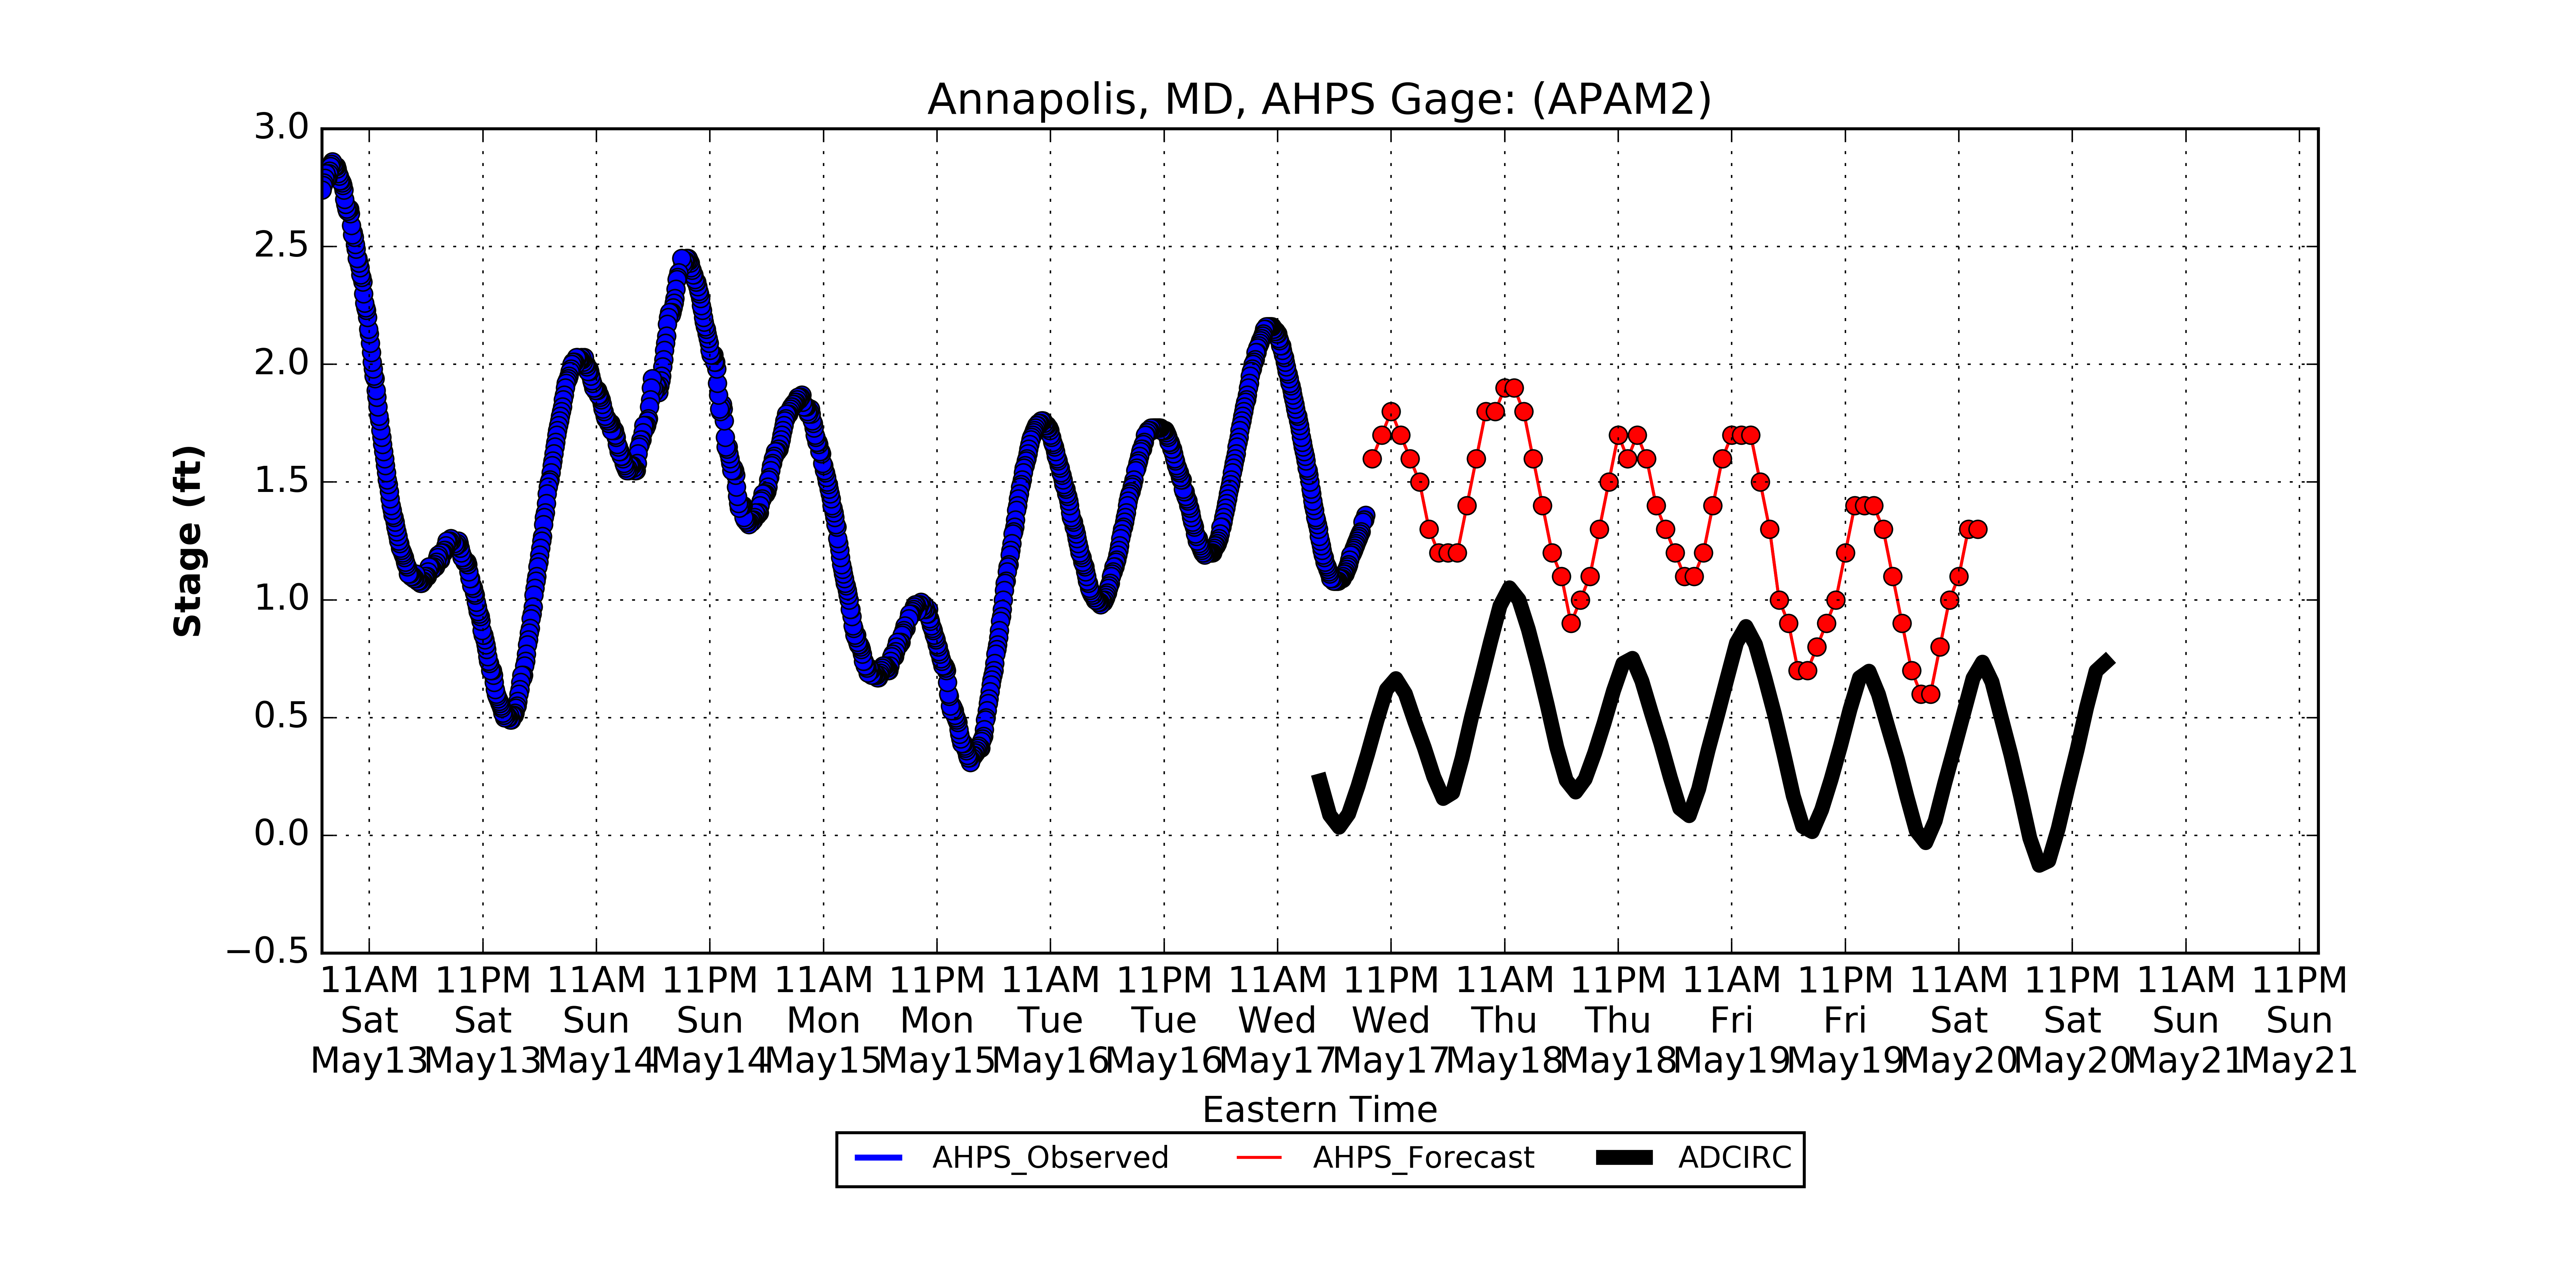 Annapolis, MD, AHPS Gage: (APAM2)
Stage (ft)
3.0
2.5
2.0
1.5
1.0
0.5
0.0
−0.5
11AM 11PM 11AM 11PM 11AM 11PM 11AM 11PM 11AM 11PM 11AM 11PM 11AM 11PM 11AM 11PM 11AM 11PM
Sat Sat Sun Sun Mon Mon Tue Tue Wed Wed Thu Thu Fri Fri Sat Sat Sun Sun
May13 May13 May14 May14 May15 May15 May16 May16 May17 May17 May18 May18 May19 May19 May20 May20 May21 May21
Eastern Time
AHPS_Observed AHPS_Forecast ADCIRC